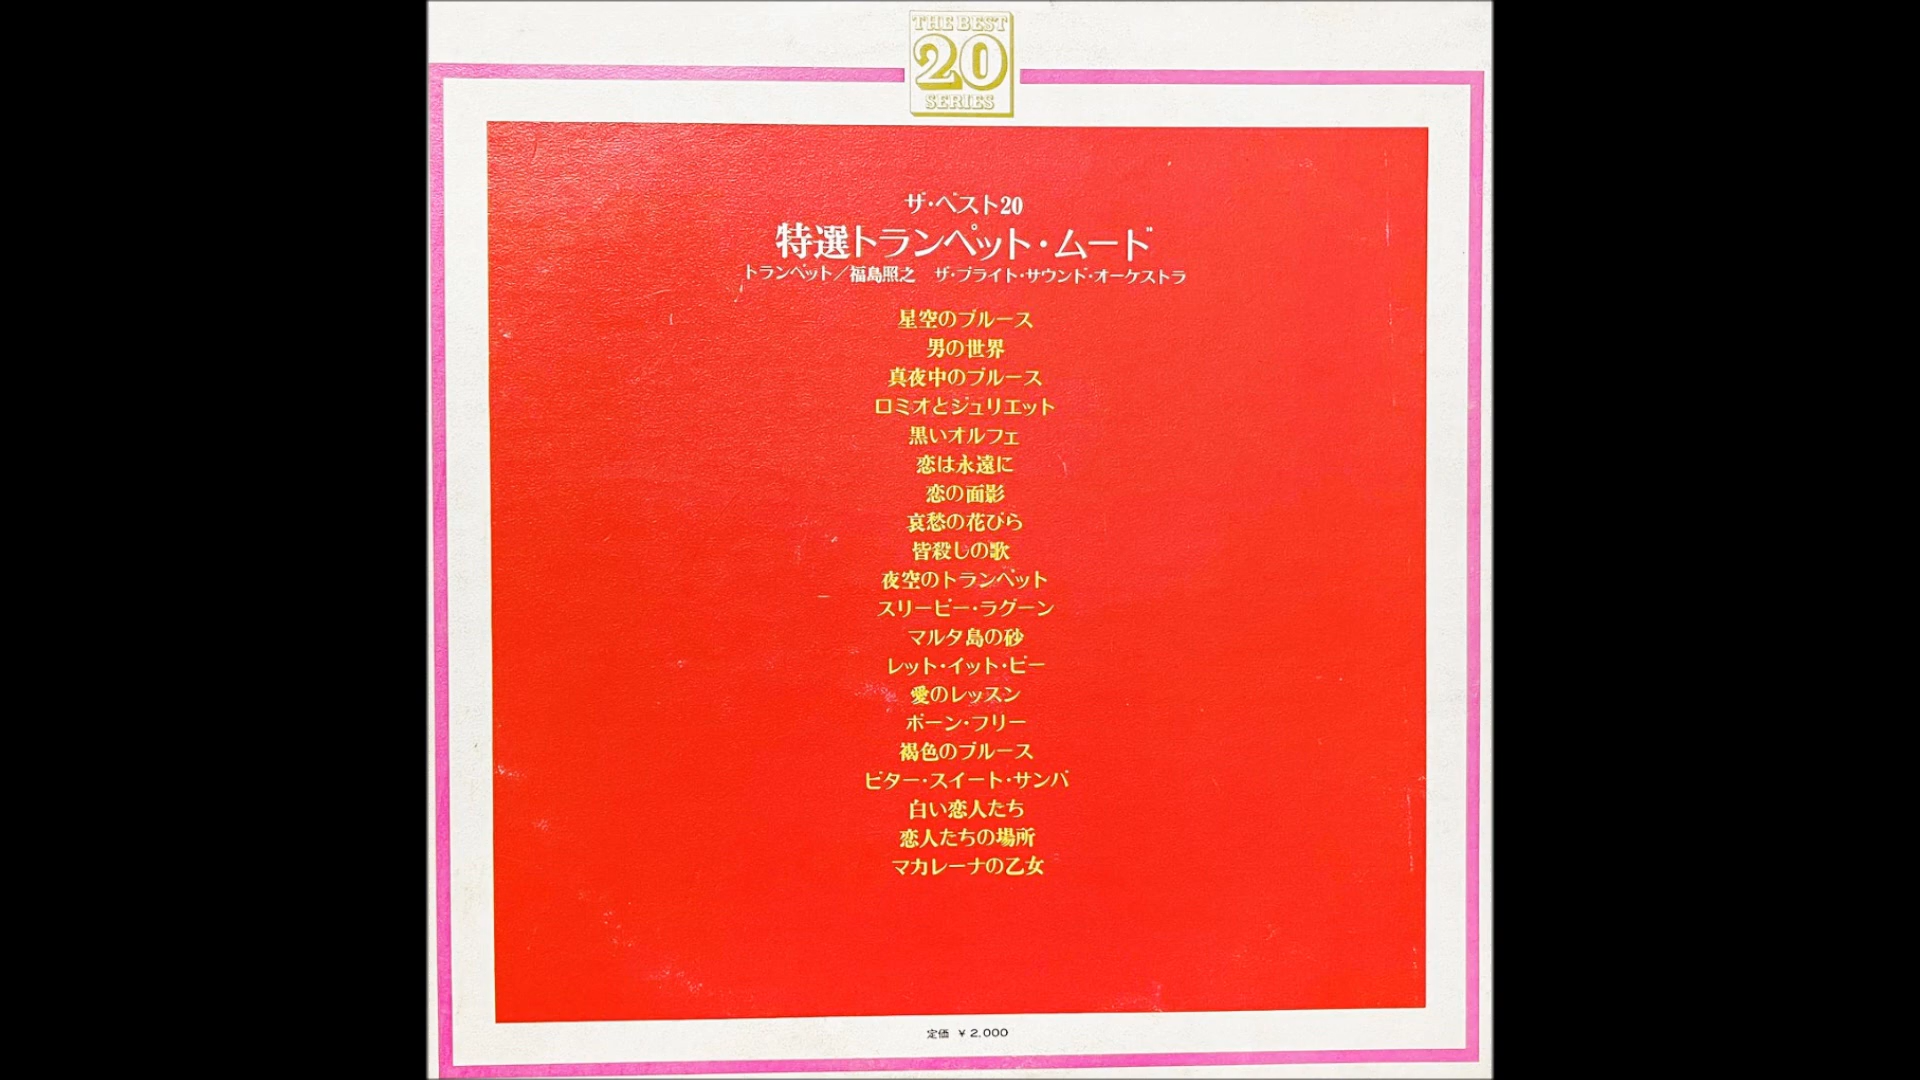 THE BEST
20
SERIES
ザ・ベスト20
特選トランペット・ムード
トランペット／福島照之 ザ・ブライト・サウンド・オーケストラ
星空のブルース
男の世界
真夜中のブルース
ロミオとジュリエット
黒いオルフェ
恋は永遠に
恋の面影
哀愁の花びら
皆殺しの歌
夜空のトランペット
スリーピー・ラグーン
マルタ島の砂
レット・イット・ビー
愛のレッスン
ボーン・フリー
褐色のブルース
ビター・スイート・サンバ
白い恋人たち
恋人たちの場所
マカレーナの乙女
定価 ￥2,000